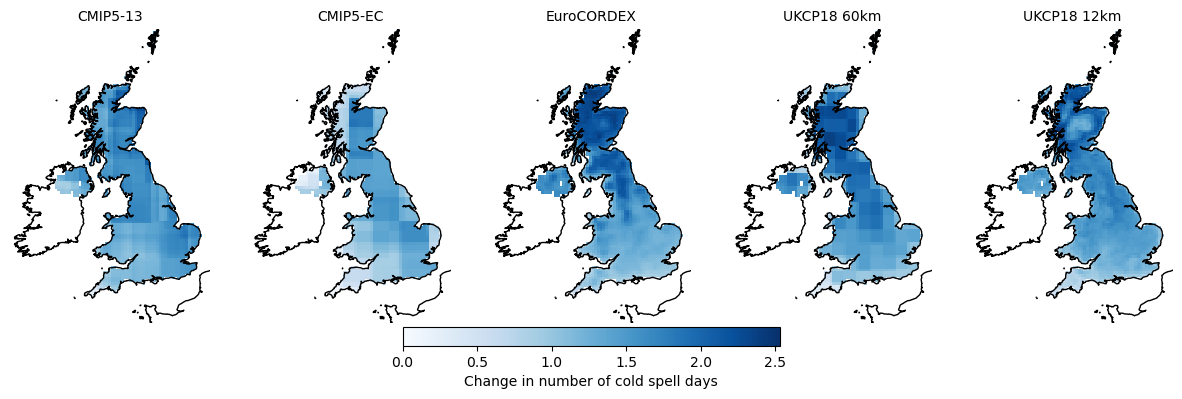 CMIP5-13 CMIP5-EC EuroCORDEX UKCP18 60km UKCP18 12km
0.0 0.5 1.0 1.5 2.0 2.5
Change in number of cold spell days